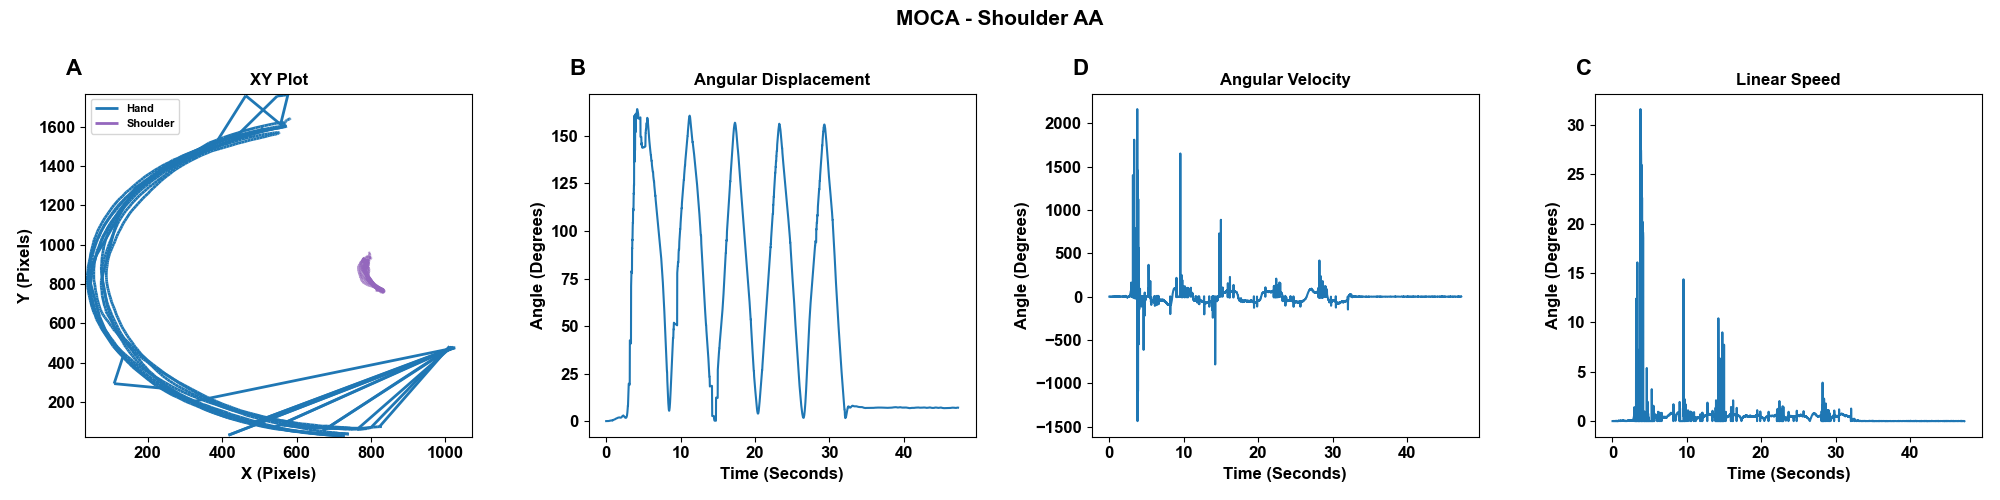 MOCA - Shoulder AA
A
XY Plot
Hand
Shoulder
1600
1400
1200
1000
800
600
400
200
Y (Pixels)
200 400 600 800 1000
X (Pixels)
B
Angular Displacement
150
125
100
75
50
25
0
Angle (Degrees)
0 10 20 30 40
Time (Seconds)
D
Angular Velocity
2000
1500
1000
500
0
−500
−1000
−1500
Angle (Degrees)
0 10 20 30 40
Time (Seconds)
C
Linear Speed
30
25
20
15
10
5
0
Angle (Degrees)
0 10 20 30 40
Time (Seconds)